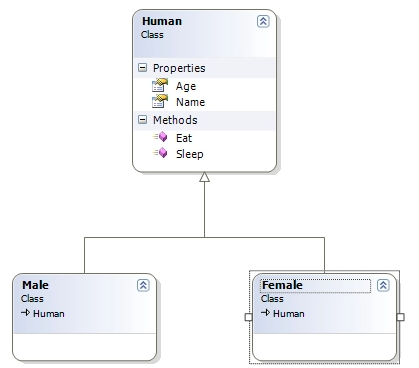 Human
Class
Properties
Age
Name
Methods
Eat
Sleep
Male
Class
Human
Female
Class
Human